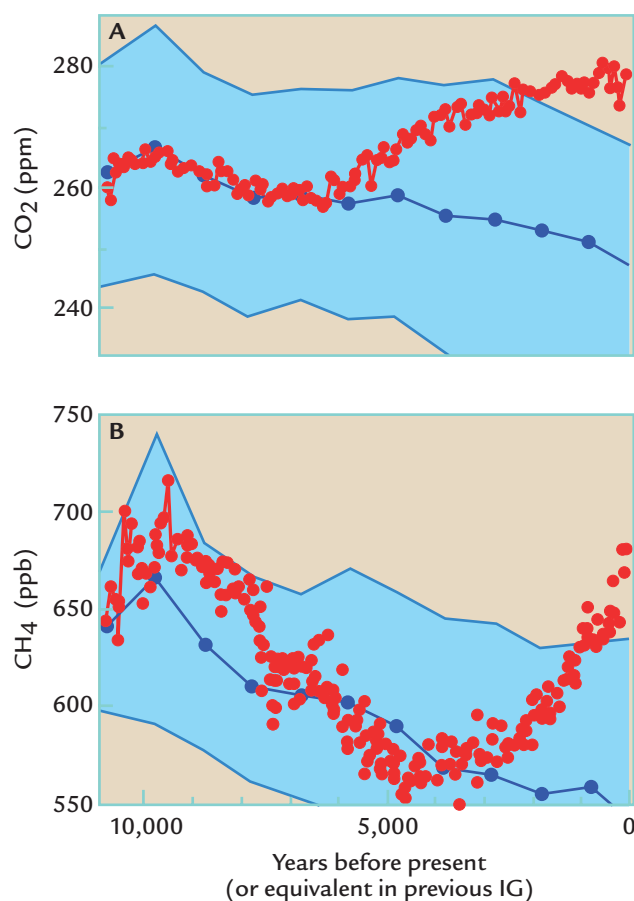 A
280
260
240
CO2 (ppm)
B
750
700
650
600
550
CH4 (ppb)
10,000
5,000
0
Years before present
(or equivalent in previous IG)